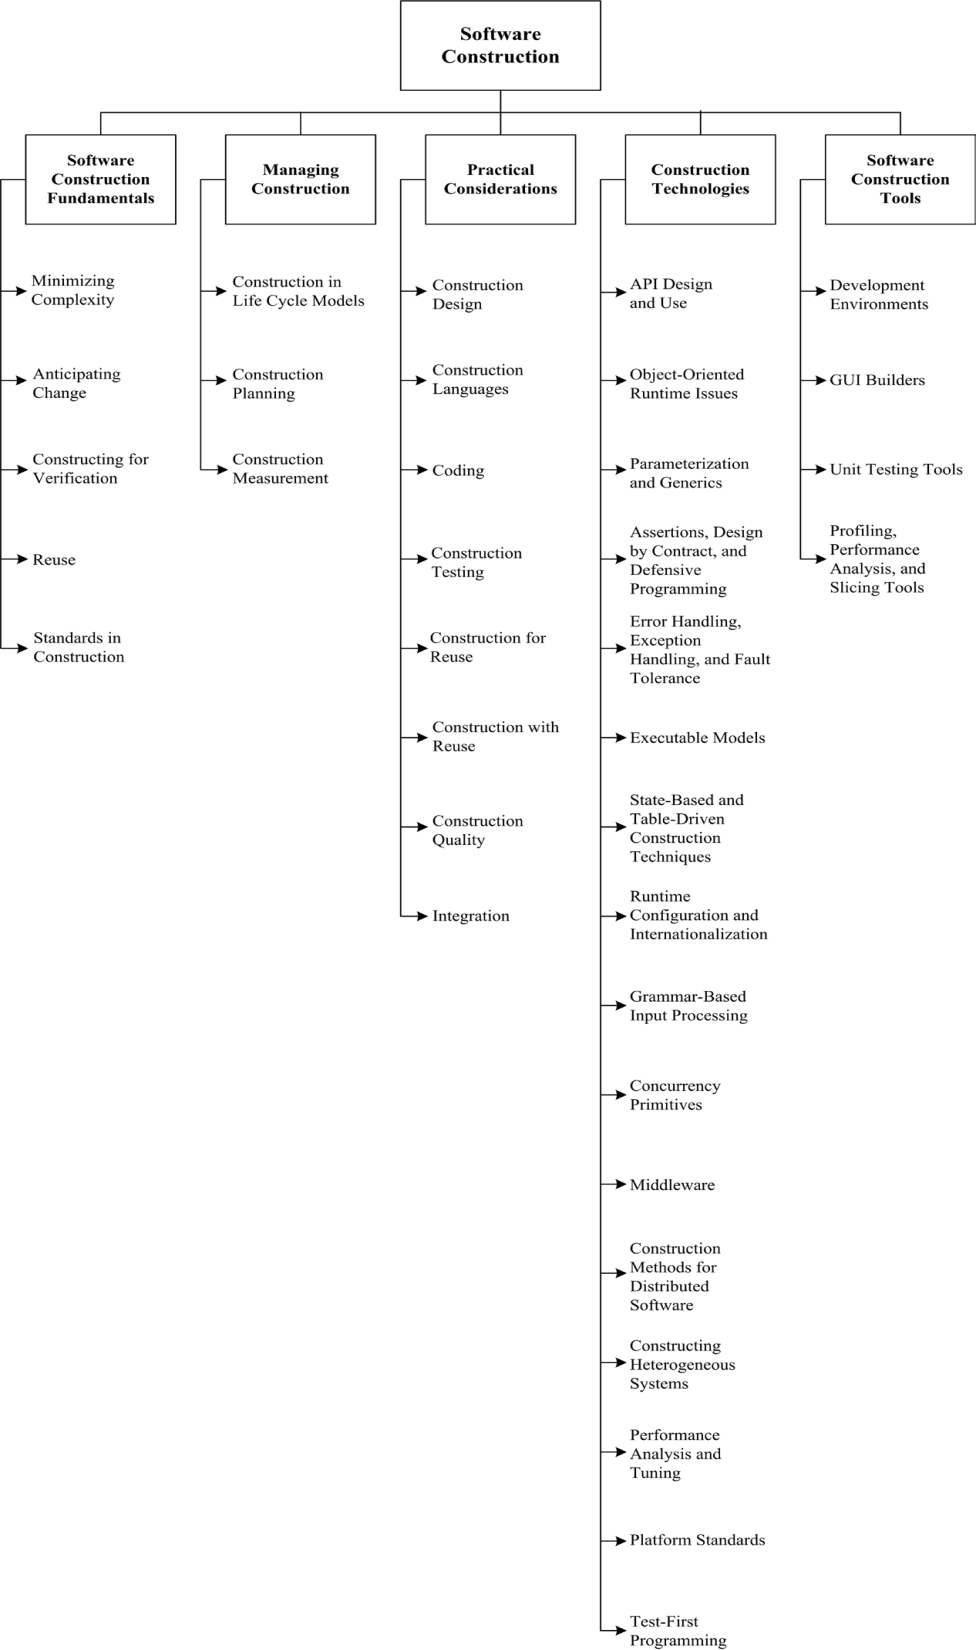 Software
Construction
Software
Construction
Fundamentals
Managing
Construction
Practical
Considerations
Construction
Technologies
Software
Construction
Tools
Minimizing
Complexity
Anticipating
Change
Constructing for
Verification
Reuse
Standards in
Construction
Construction in
Life Cycle Models
Construction
Planning
Construction
Measurement
Construction
Design
Construction
Languages
Coding
Construction
Testing
Construction for
Reuse
Construction with
Reuse
Construction
Quality
Integration
API Design
and Use
Object-Oriented
Runtime Issues
Parameterization
and Generics
Assertions, Design
by Contract, and
Defensive
Programming
Error Handling,
Exception
Handling, and Fault
Tolerance
Executable Models
State-Based and
Table-Driven
Construction
Techniques
Runtime
Configuration and
Internationalization
Grammar-Based
Input Processing
Concurrency
Primitives
Middleware
Construction
Methods for
Distributed
Software
Constructing
Heterogeneous
Systems
Performance
Analysis and
Tuning
Platform Standards
Test-First
Programming
Development
Environments
GUI Builders
Unit Testing Tools
Profiling,
Performance
Analysis, and
Slicing Tools